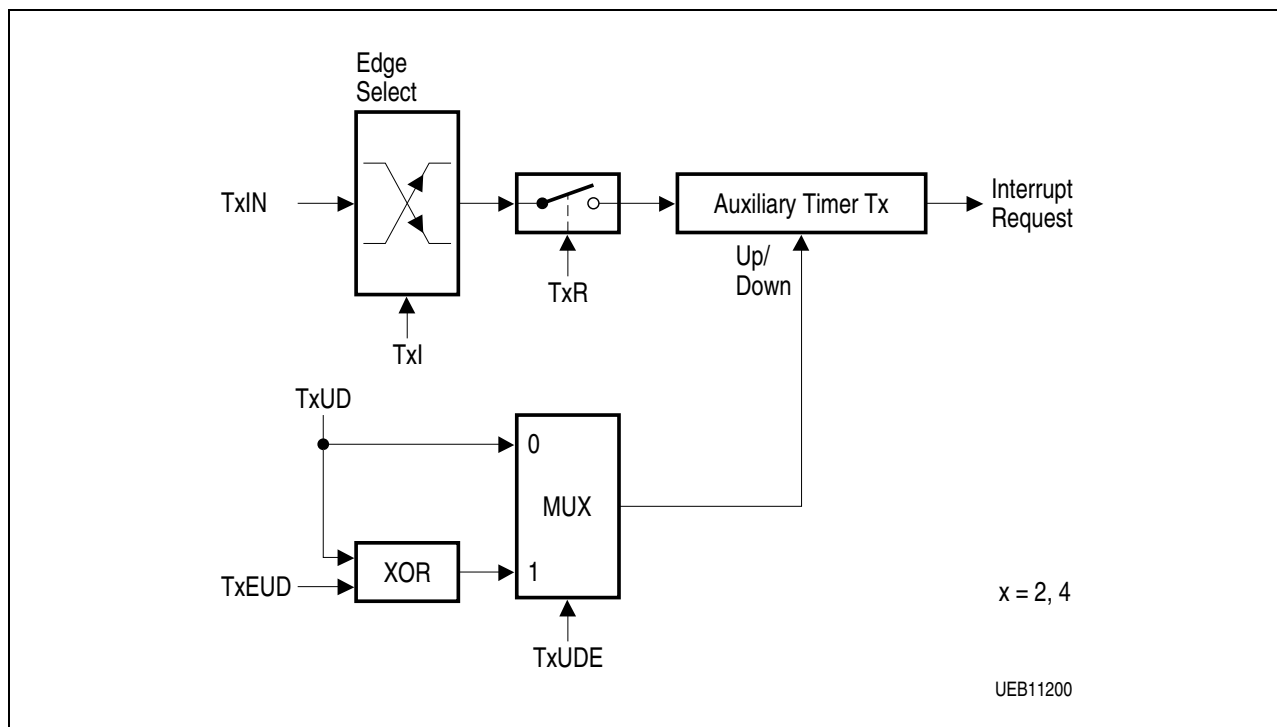 Edge
Select
TxIN
Auxiliary Timer Tx
Interrupt
Request
Up/
Down
TxR
TxI
TxUD
0
MUX
XOR
1
TxEUD
x = 2, 4
TxUDE
UEB11200